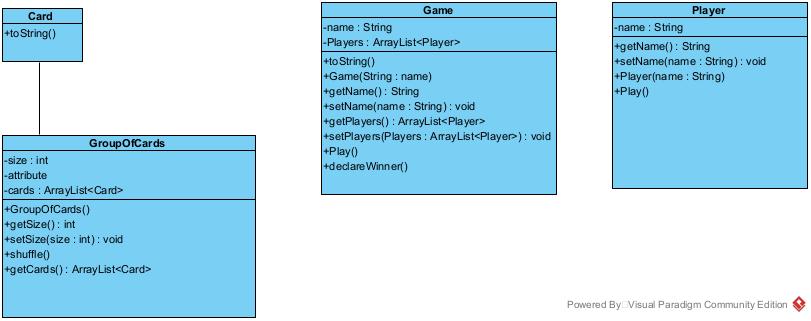 Card
+toString()
GroupOfCards
-size : int
-attribute
-cards : ArrayList<Card>
+GroupOfCards()
+getSize() : int
+setSize(size : int) : void
+shuffle()
+getCards() : ArrayList<Card>
Game
-name : String
-Players : ArrayList<Player>
+toString()
+Game(String : name)
+getName() : String
+setName(name : String) : void
+getPlayers() : ArrayList<Player>
+setPlayers(Players : ArrayList<Player>) : void
+Play()
+declareWinner()
Player
-name : String
+getName() : String
+setName(name : String) : void
+Player(name : String)
+Play()
Powered By□Visual Paradigm Community Edition